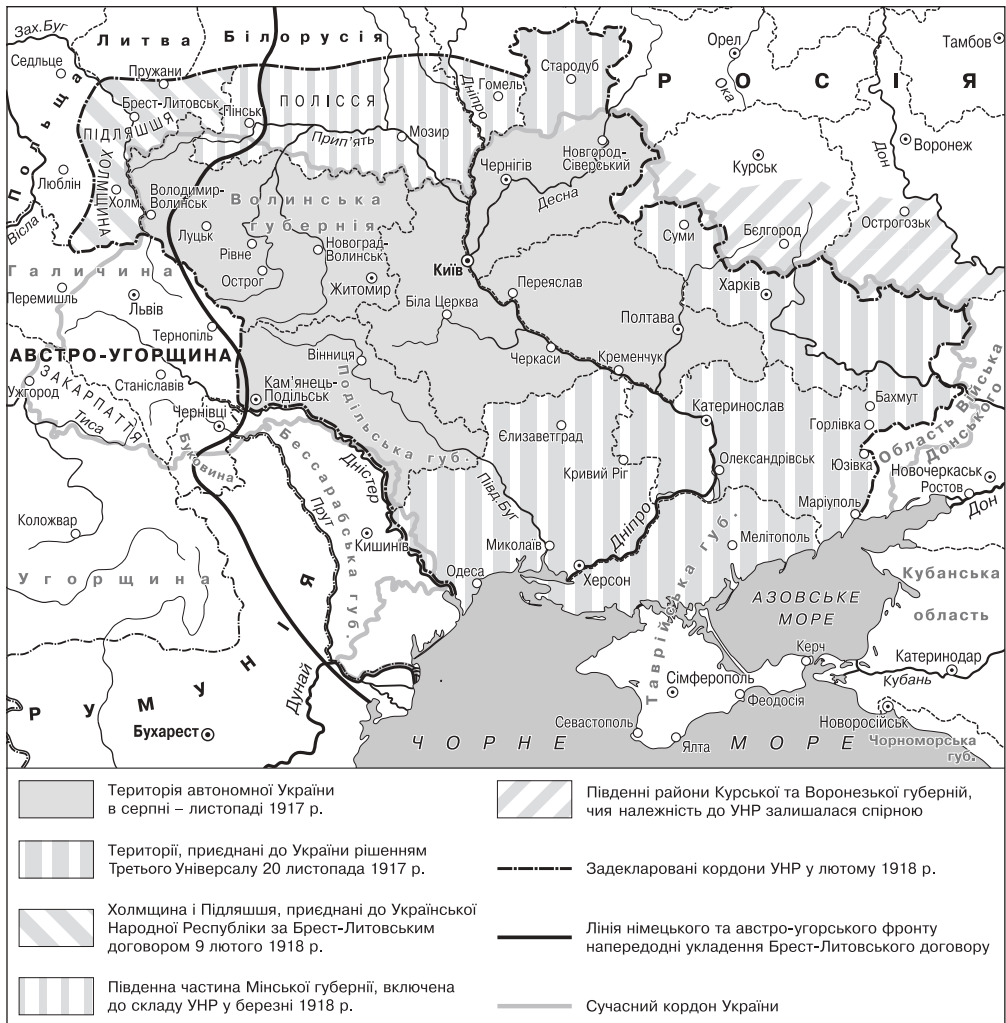 Зах.Буг
Литва
Білорусія
Седльце
Пружани
Польща
Брест-Литовськ
ПІДЛЯШШЯ
Пінськ
ПОЛІССЯ
Дніпро
Гомель
Стародуб
Орел
Ока
РОСІЯ
Тамбов
Дон
Воронеж
Мозир
Прип'ять
Чернігів
Новгород-
Сіверський
Десна
Курськ
Острогозьк
Люблін
Вісла
ХОЛМЩИНА
Холм
Володимир-
Волинськ
Волинська
губернія
Луцьк
Рівне
Острог
Новоград-
Волинськ
Житомир
Київ
Суми
Бєлгород
Харків
Галичина
Перемишль
Львів
Тернопіль
Біла Церква
Переяслав
Полтава
АВСТРО-УГОРЩИНА
Ужгород
ЗАКАРПАТТЯ
Тиса
Станіславів
Чернівці
Буковина
Кам'янець-
Подільськ
Вінниця
Подільська губ.
Черкаси
Кременчук
Катеринослав
Бахмут
Горлівка
Юзівка
Область Війська
Донського
Новочеркаськ
Ростов
Дон
Єлизаветград
Кривий Ріг
Олександрівськ
Маріуполь
Бессарабська губ.
Дністер
Прут
Півд.Буг
Коложвар
Кишинів
Миколаїв
Дніпро
Мелітополь
Угорщина
Одеса
Херсон
Таврійська губ.
АЗОВСЬКЕ
МОРЕ
Кубанська
область
РУМУНІЯ
Дунай
Бухарест
Сімферополь
Керч
Феодосія
Катеринодар
Кубань
Севастополь
Ялта
Новоросійськ
Чорноморська
губ.
ЧОРНЕ МОРЕ
Територія автономної України
в серпні – листопаді 1917 р.
Території, приєднані до України рішенням
Третього Універсалу 20 листопада 1917 р.
Холмщина і Підляшшя, приєднані до Української
Народної Республіки за Брест-Литовським
договором 9 лютого 1918 р.
Південна частина Мінської губернії, включена
до складу УНР у березні 1918 р.
Південні райони Курської та Воронезької губерній,
чия належність до УНР залишалася спірною
Задекларовані кордони УНР у лютому 1918 р.
Лінія німецького та австро-угорського фронту
напередодні укладення Брест-Литовського договору
Сучасний кордон України